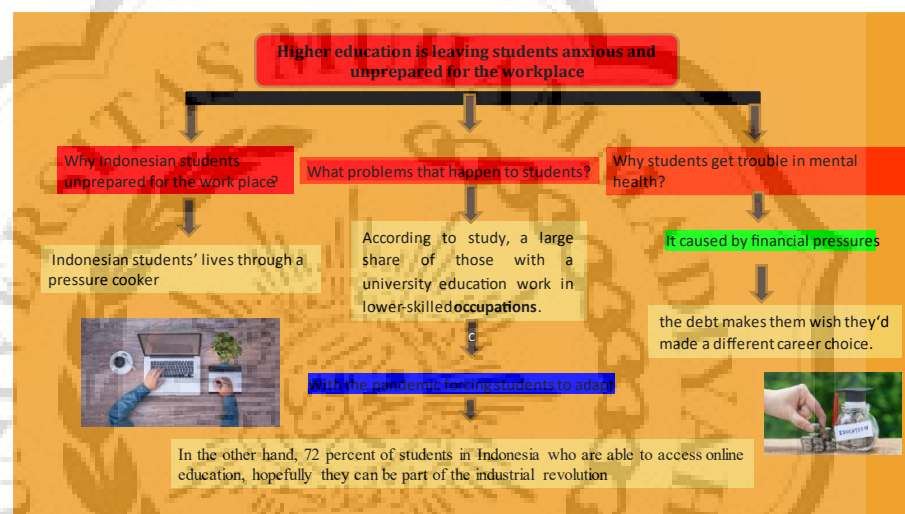 Higher education is leaving students anxious and
unprepared for the workplace
Why Indonesian students
unprepared for the work place?
What problems that happen to students?
Why students get trouble in mental
health?
Indonesian students' lives through a
pressure cooker
According to study, a large
share of those with a
university education work in
lower-skilled occupations.
It caused by financial pressures
the debt makes them wish they'd
made a different career choice.
c
With the pandemic forcing students to adapt
EDUCATION
In the other hand, 72 percent of students in Indonesia who are able to access online
education, hopefully they can be part of the industrial revolution